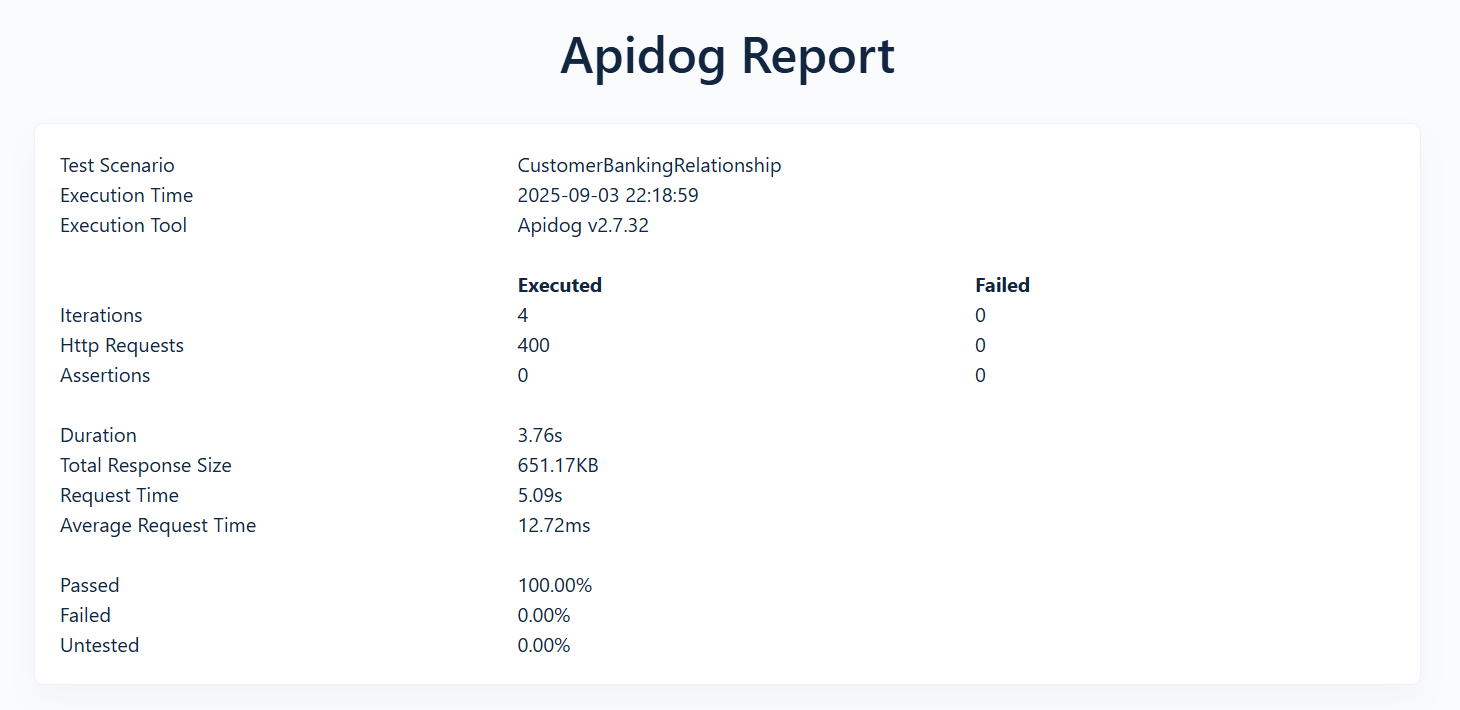 Apidog Report
Test Scenario CustomerBankingRelationship
Execution Time 2025-09-03 22:18:59
Execution Tool Apidog v2.7.32
Executed Failed
Iterations 4 0
Http Requests 400 0
Assertions 0 0
Duration 3.76s
Total Response Size 651.17KB
Request Time 5.09s
Average Request Time 12.72ms
Passed 100.00%
Failed 0.00%
Untested 0.00%